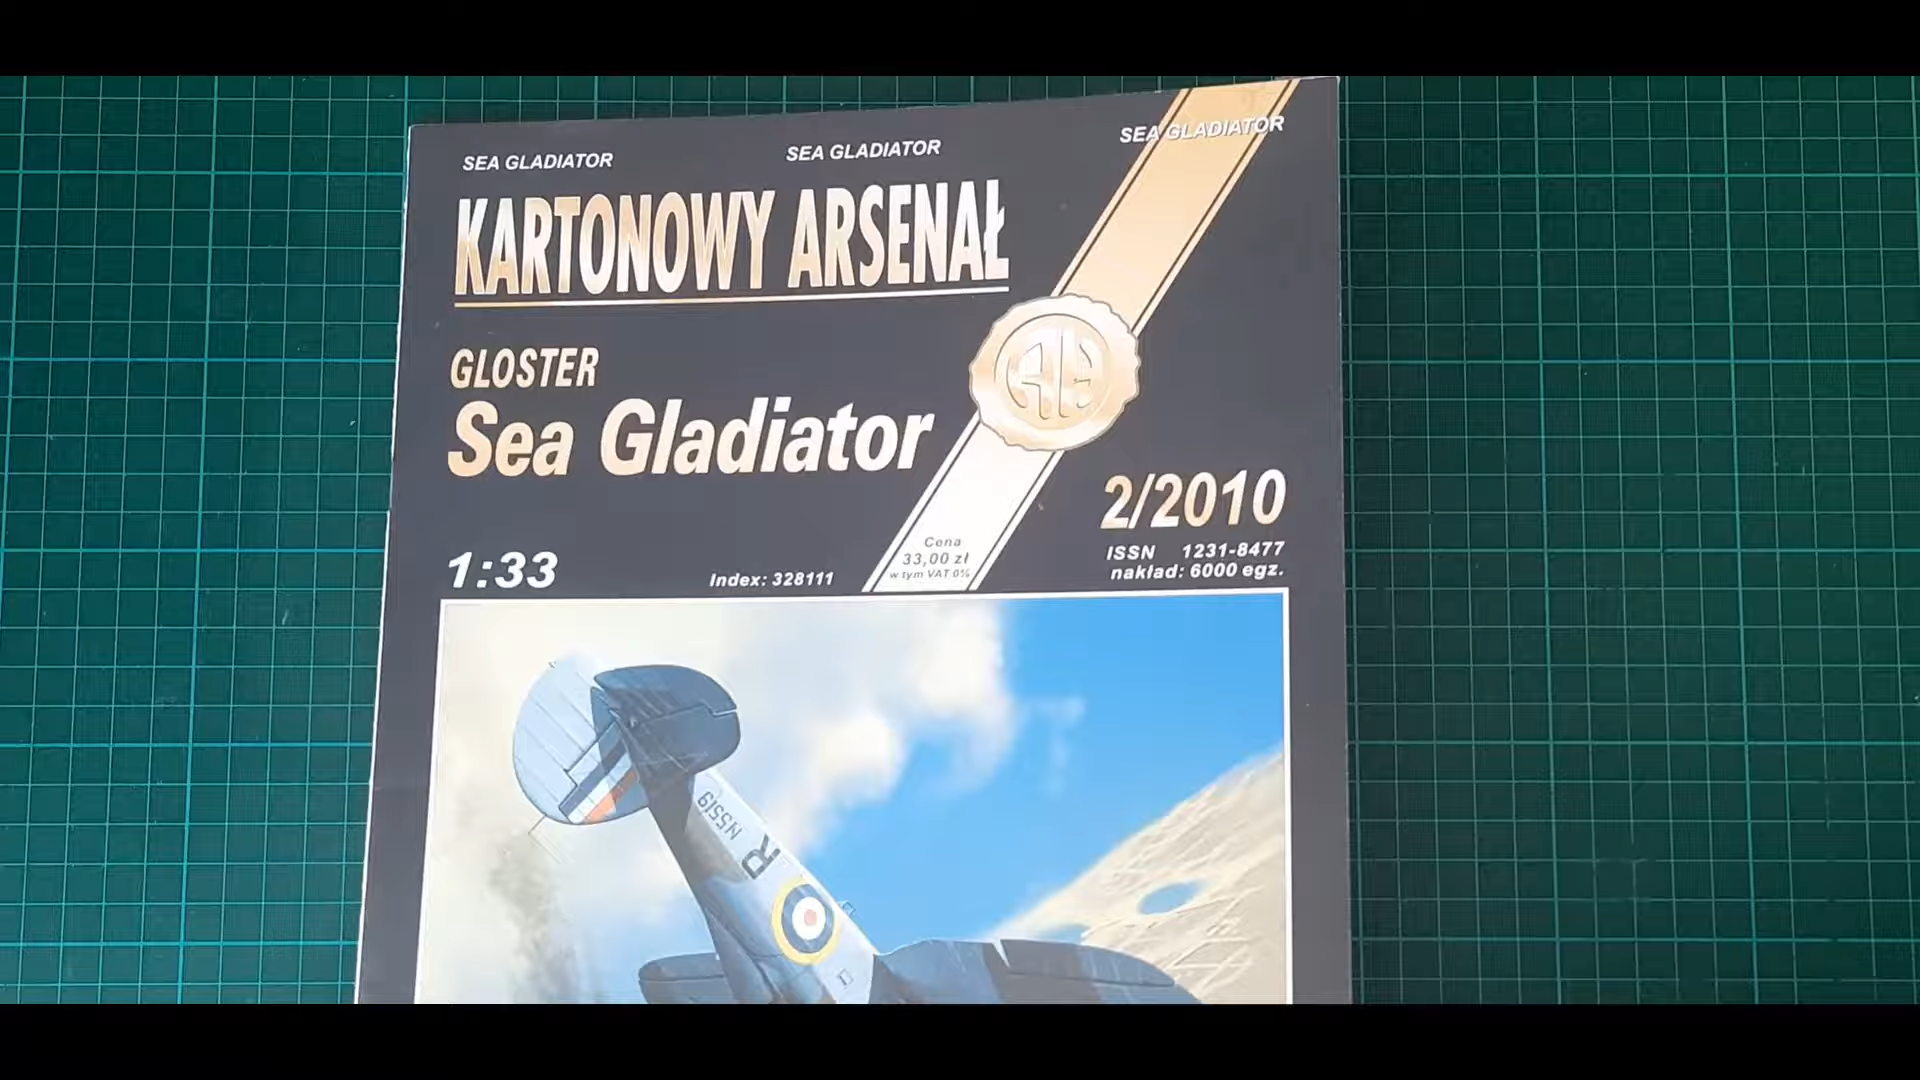 SEA GLADIATOR SEA GLADIATOR SEA GLADIATOR
KARTONOWY ARSENAŁ
AH
GLOSTER
Sea Gladiator
2/2010
1:33
Index: 328111
Cena
33,00 zł
w tym VAT 0%
ISSN 1231-8477
nakład: 6000 egz.
N5519
R